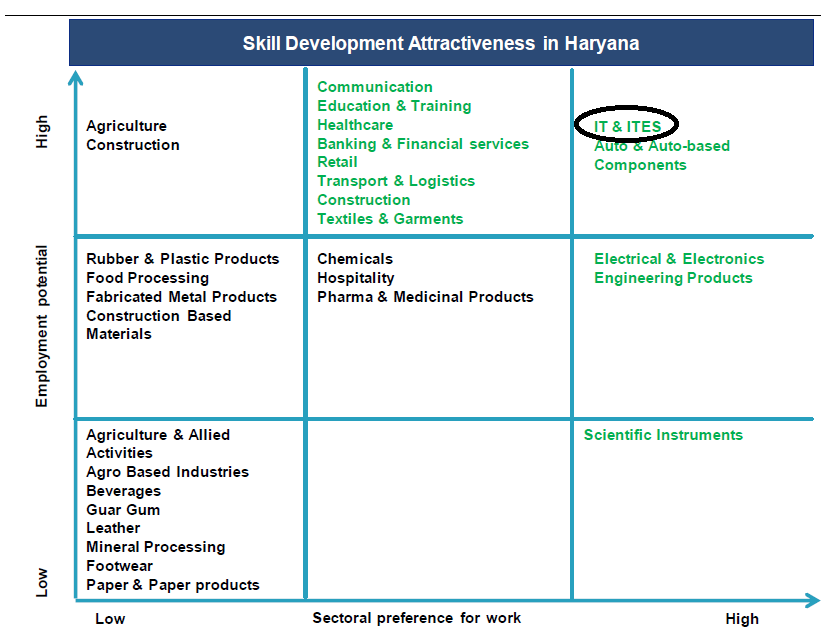 Skill Development Attractiveness in Haryana
High
Employment potential
Low
Agriculture
Construction
Communication
Education & Training
Healthcare
Banking & Financial services
Retail
Transport & Logistics
Construction
Textiles & Garments
IT & ITES
Auto & Auto-based
Components
Rubber & Plastic Products
Food Processing
Fabricated Metal Products
Construction Based
Materials
Chemicals
Hospitality
Pharma & Medicinal Products
Electrical & Electronics
Engineering Products
Agriculture & Allied
Activities
Agro Based Industries
Beverages
Guar Gum
Leather
Mineral Processing
Footwear
Paper & Paper products
Scientific Instruments
Low
Sectoral preference for work
High